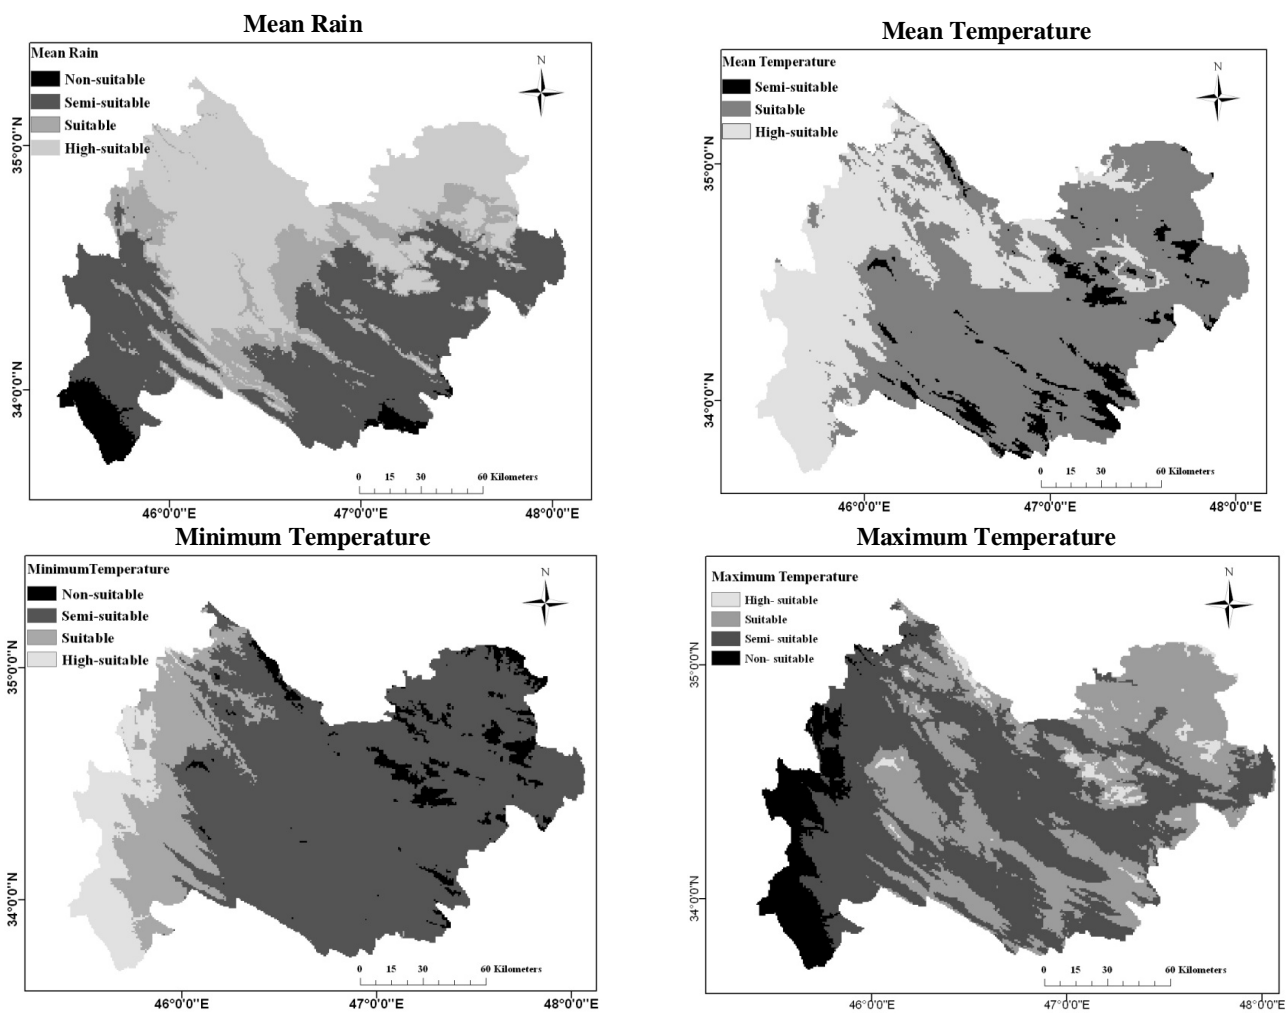 Mean Rain
Mean Rain
Non-suitable
Semi-suitable
Suitable
High-suitable
N
35°0'0"N
34°0'0"N
0 15 30 60 Kilometers
46°0'0"E 47°0'0"E 48°0'0"E
Mean Temperature
Mean Temperature
Semi-suitable
Suitable
High-suitable
N
35°0'0"N
34°0'0"N
0 15 30 60 Kilometers
46°0'0"E 47°0'0"E 48°0'0"E
Minimum Temperature
MinimumTemperature
Non-suitable
Semi-suitable
Suitable
High-suitable
N
35°0'0"N
34°0'0"N
0 15 30 60 Kilometers
46°0'0"E 47°0'0"E 48°0'0"E
Maximum Temperature
Maximum Temperature
High- suitable
Suitable
Semi- suitable
Non- suitable
N
35°0'0"N
34°0'0"N
0 15 30 60 Kilometers
46°0'0"E 47°0'0"E 48°0'0"E